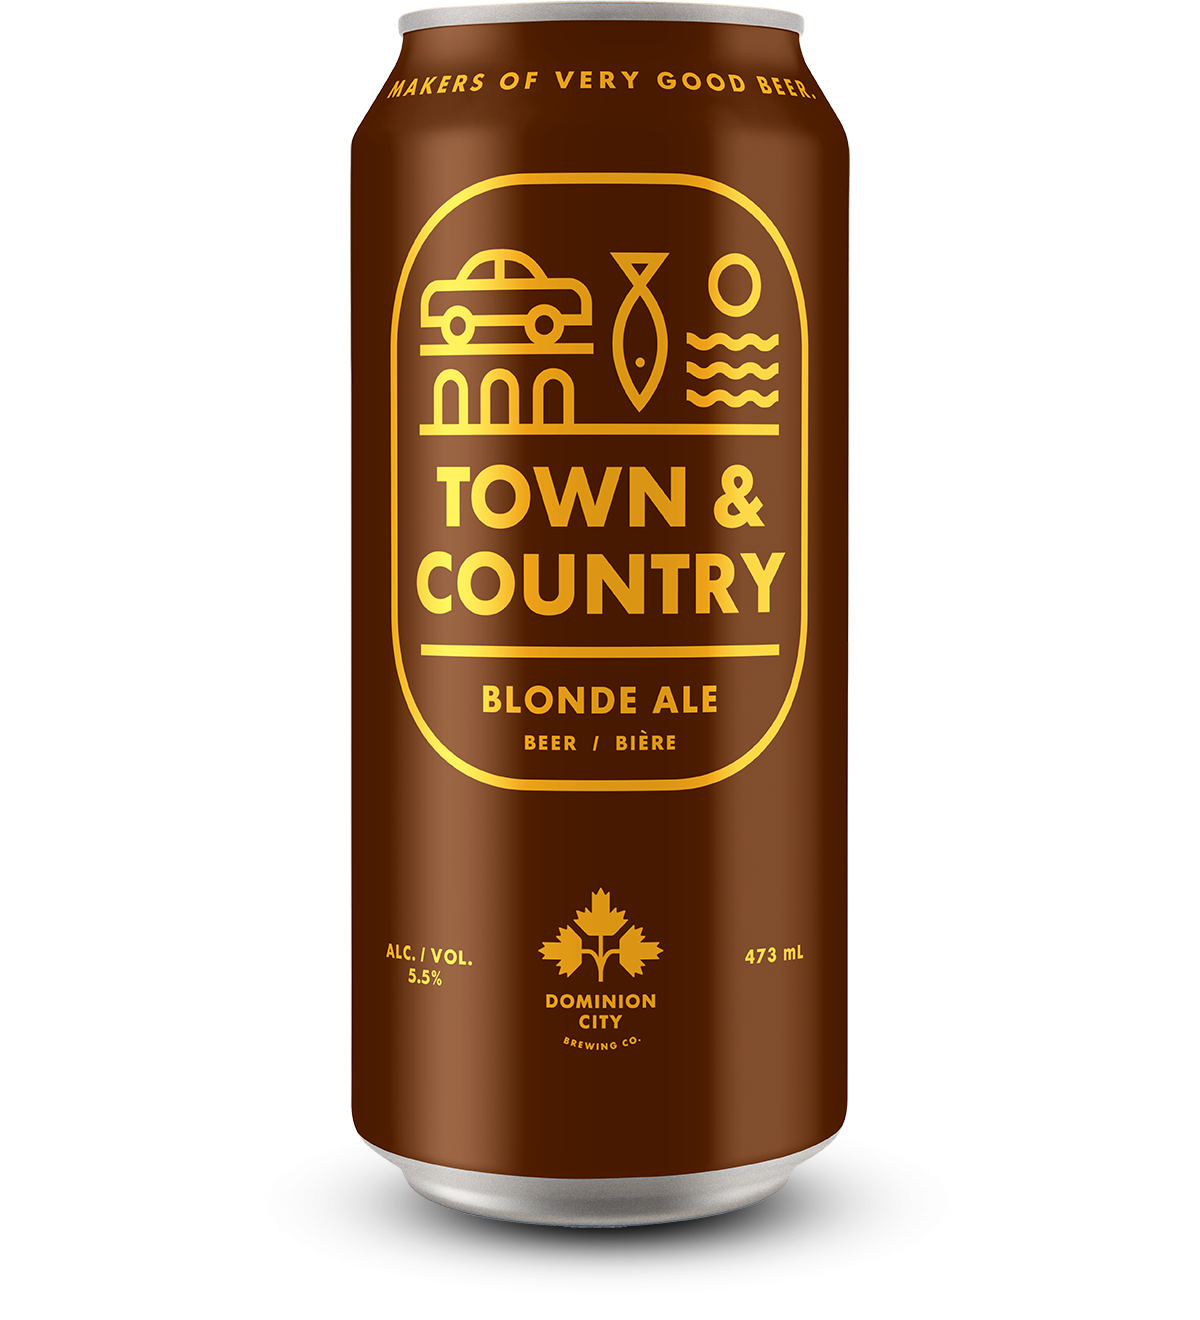 MAKERS OF VERY GOOD BEER.
TOWN &
COUNTRY
BLONDE ALE
BEER / BIÈRE
ALC. / VOL.
5.5%
473 mL
DOMINION
CITY
BREWING CO.